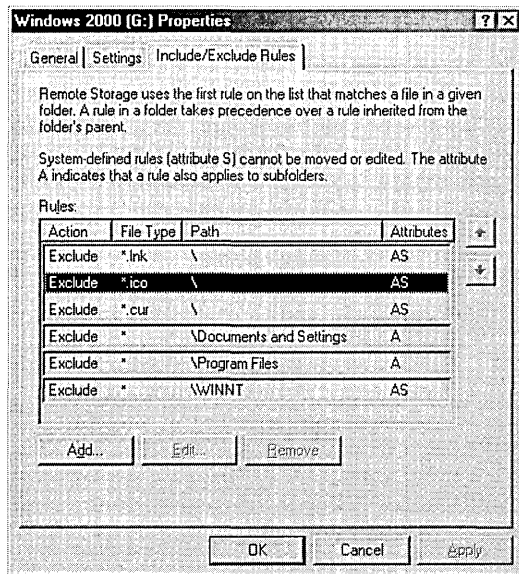 Windows 2000 (G:) Properties
General Settings Include/Exclude Rules
Remote Storage uses the first rule on the list that matches a file in a given
folder. A rule in a folder takes precedence over a rule inherited from the
folder's parent.
System-defined rules (attribute S) cannot be moved or edited. The attribute
A indicates that a rule also applies to subfolders.
Rules:
Action File Type Path Attributes
Exclude *.lnk \ AS
Exclude *.ico \ AS
Exclude *.cur \ AS
Exclude * \Documents and Settings A
Exclude * \Program Files A
Exclude * \WINNT AS
Add... Edit... Remove
OK Cancel Apply